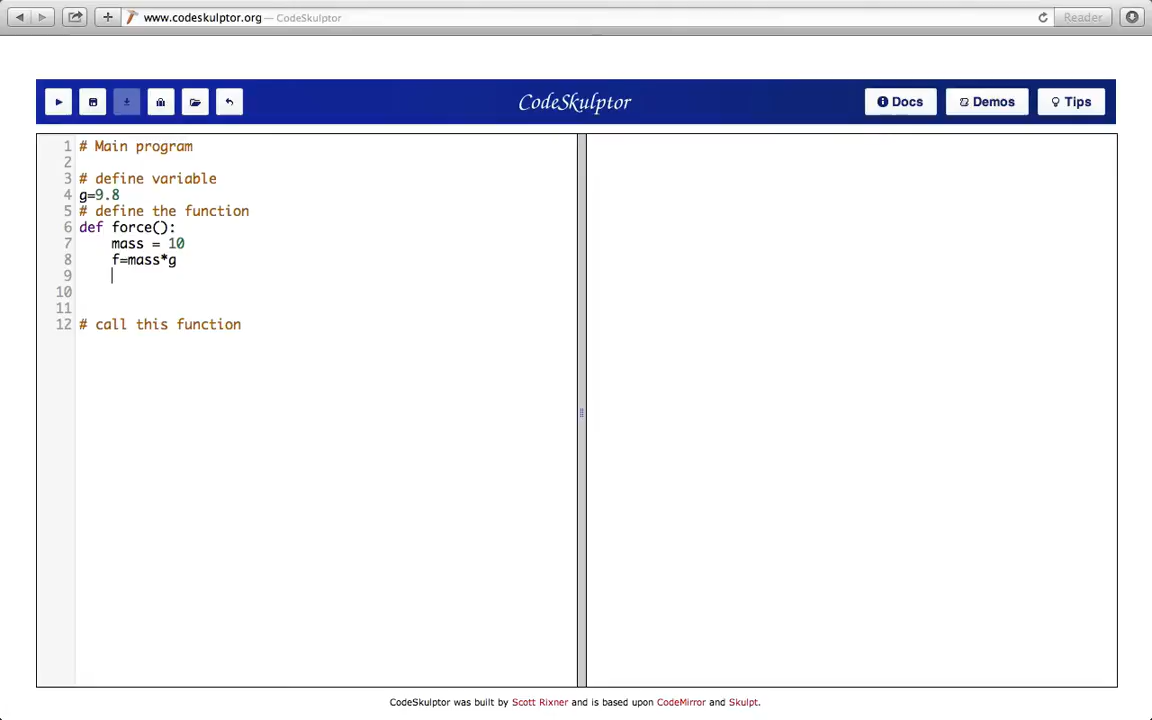 www.codeskulptor.org — CodeSkulptor
Reader
CodeSkulptor
Docs
Demos
Tips
1 # Main program
2
3 # define variable
4 g=9.8
5 # define the function
6 def force():
7 mass = 10
8 f=mass*g
9
10
11
12 # call this function
CodeSkulptor was built by Scott Rixner and is based upon CodeMirror and Skulpt.